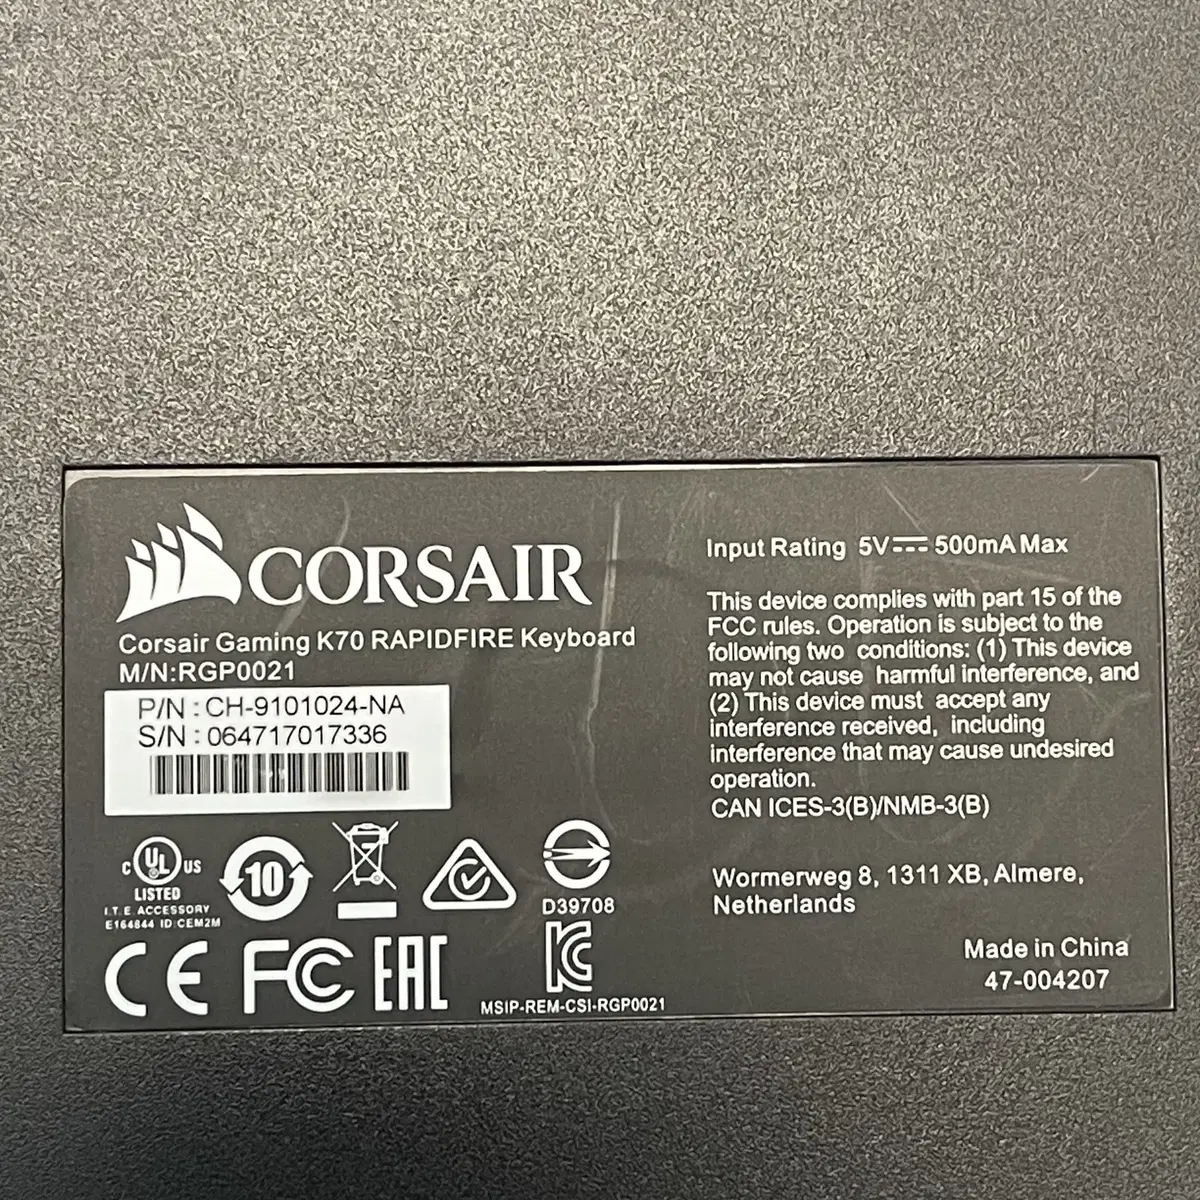 CORSAIR
Corsair Gaming K70 RAPIDFIRE Keyboard
M/N:RGP0021
P/N : CH-9101024-NA
S/N : 064717017336
C UL US
LISTED
I.T.E. ACCESSORY
E164844 ID:CEM2M
10
D39708
CE FC EAC
KC
MSIP-REM-CSI-RGP0021
Input Rating 5V⎓500mA Max
This device complies with part 15 of the
FCC rules. Operation is subject to the
following two conditions: (1) This device
may not cause harmful interference, and
(2) This device must accept any
interference received, including
interference that may cause undesired
operation.
CAN ICES-3(B)/NMB-3(B)
Wormerweg 8, 1311 XB, Almere,
Netherlands
Made in China
47-004207